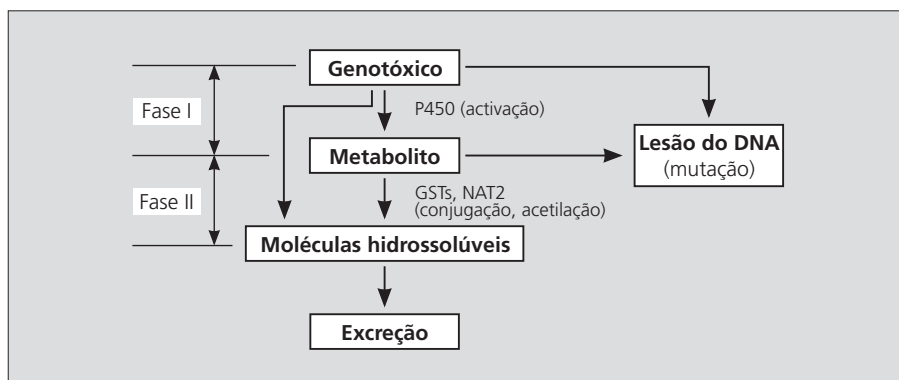 Genotóxico
Fase I
P450 (activação)
Lesão do DNA
(mutação)
Metabolito
Fase II
GSTs, NAT2
(conjugação, acetilação)
Moléculas hidrossolúveis
Excreção